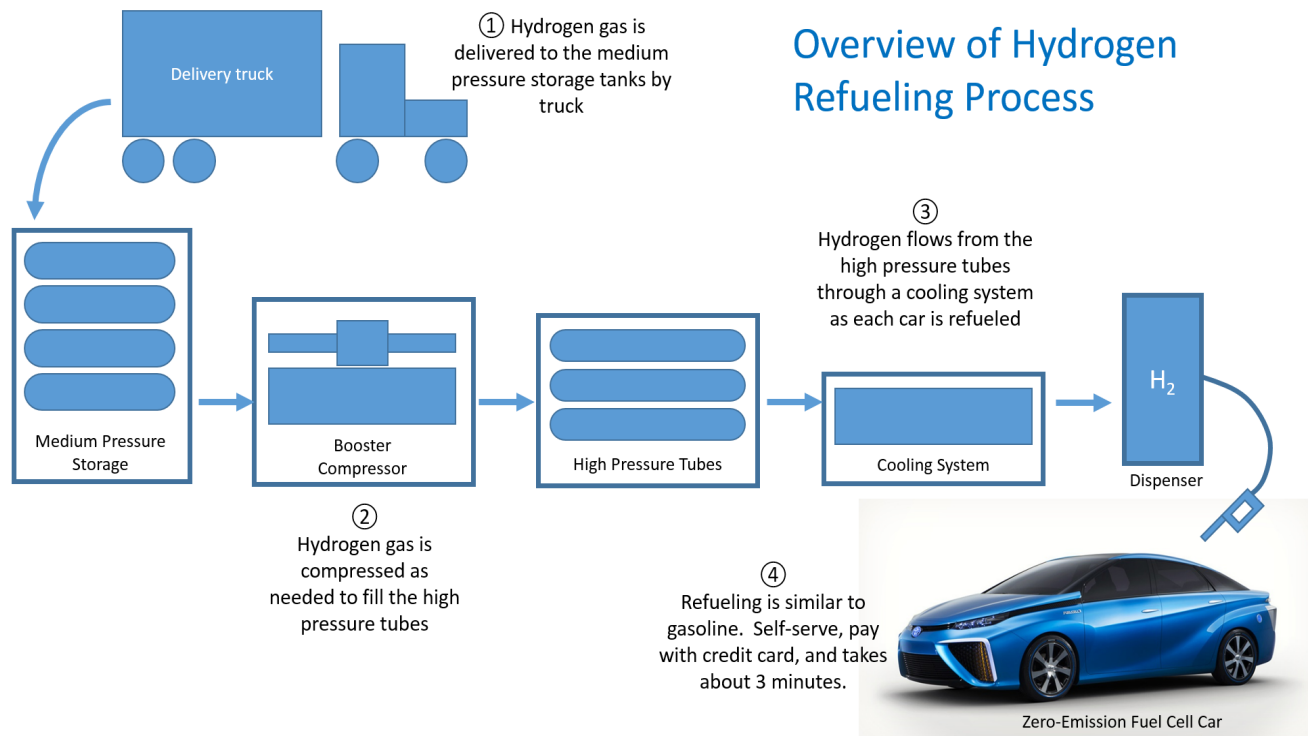 Overview of Hydrogen
Refueling Process
Delivery truck
① Hydrogen gas is
delivered to the medium
pressure storage tanks by
truck
Medium Pressure
Storage
Booster
Compressor
② 
Hydrogen gas is
compressed as
needed to fill the high
pressure tubes
High Pressure Tubes
③
Hydrogen flows from the
high pressure tubes
through a cooling system
as each car is refueled
Cooling System
H₂
Dispenser
④
Refueling is similar to
gasoline.  Self-serve, pay
with credit card, and takes
about 3 minutes.
Zero-Emission Fuel Cell Car